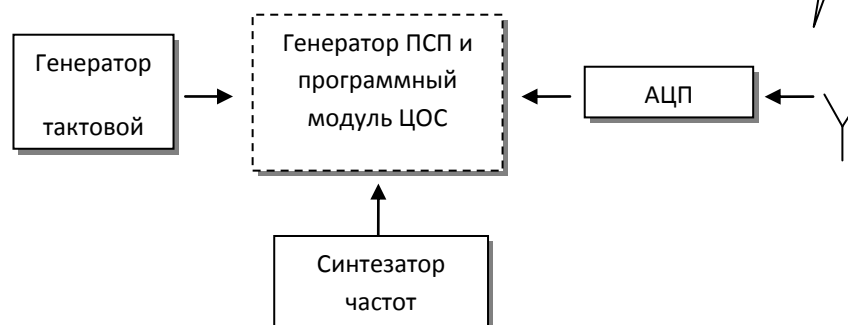 Генератор
тактовой
Генератор ПСП и
программный
модуль ЦОС
АЦП
Синтезатор
частот